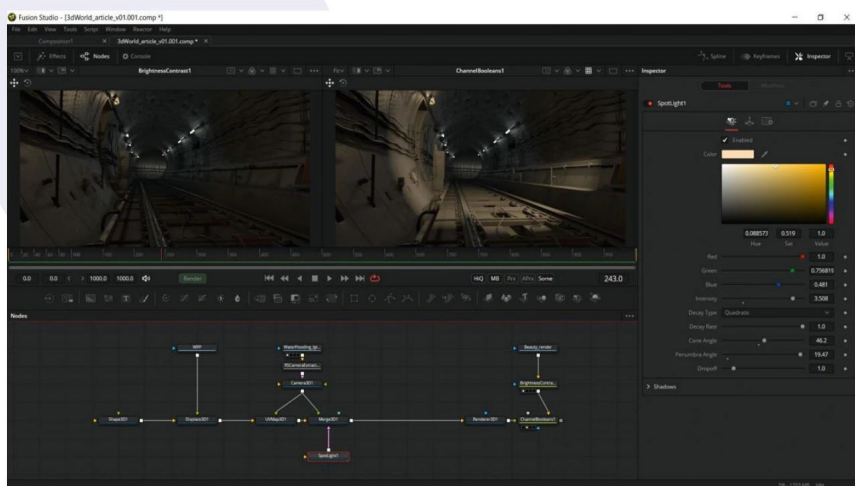 Fusion Studio - [3dWorld_article_v01.001.comp *]
File Edit View Tools Script Window Reactor Help
Composition1 × 3dWorld_article_v01.001.comp* ×
Effects Nodes Console Spline Keyframes Inspector
100% BrightnessContrast1 Fit ChannelBooleans1 Inspector
Tools Modifiers
SpotLight1
Enabled
Color
0.088573 0.519 1.0
Hue Sat Value
Red 1.0
Green 0.756819
Blue 0.481
Intensity 3.508
Decay Type Quadratic
Decay Rate 1.0
Cone Angle 46.2
Penumbra Angle 19.47
Dropoff 1.0
Shadows
0.0 0.0 < > 1000.0 1000.0 Render HiQ MB Prx APrx Some 243.0
Nodes
WPP Beauty_render
Camera3D1 BrightnessContra...
Shape3D1 Displace3D1 UVMap3D1 Merge3D1 Renderer3D1 ChannelBooleans1
SpotLight1